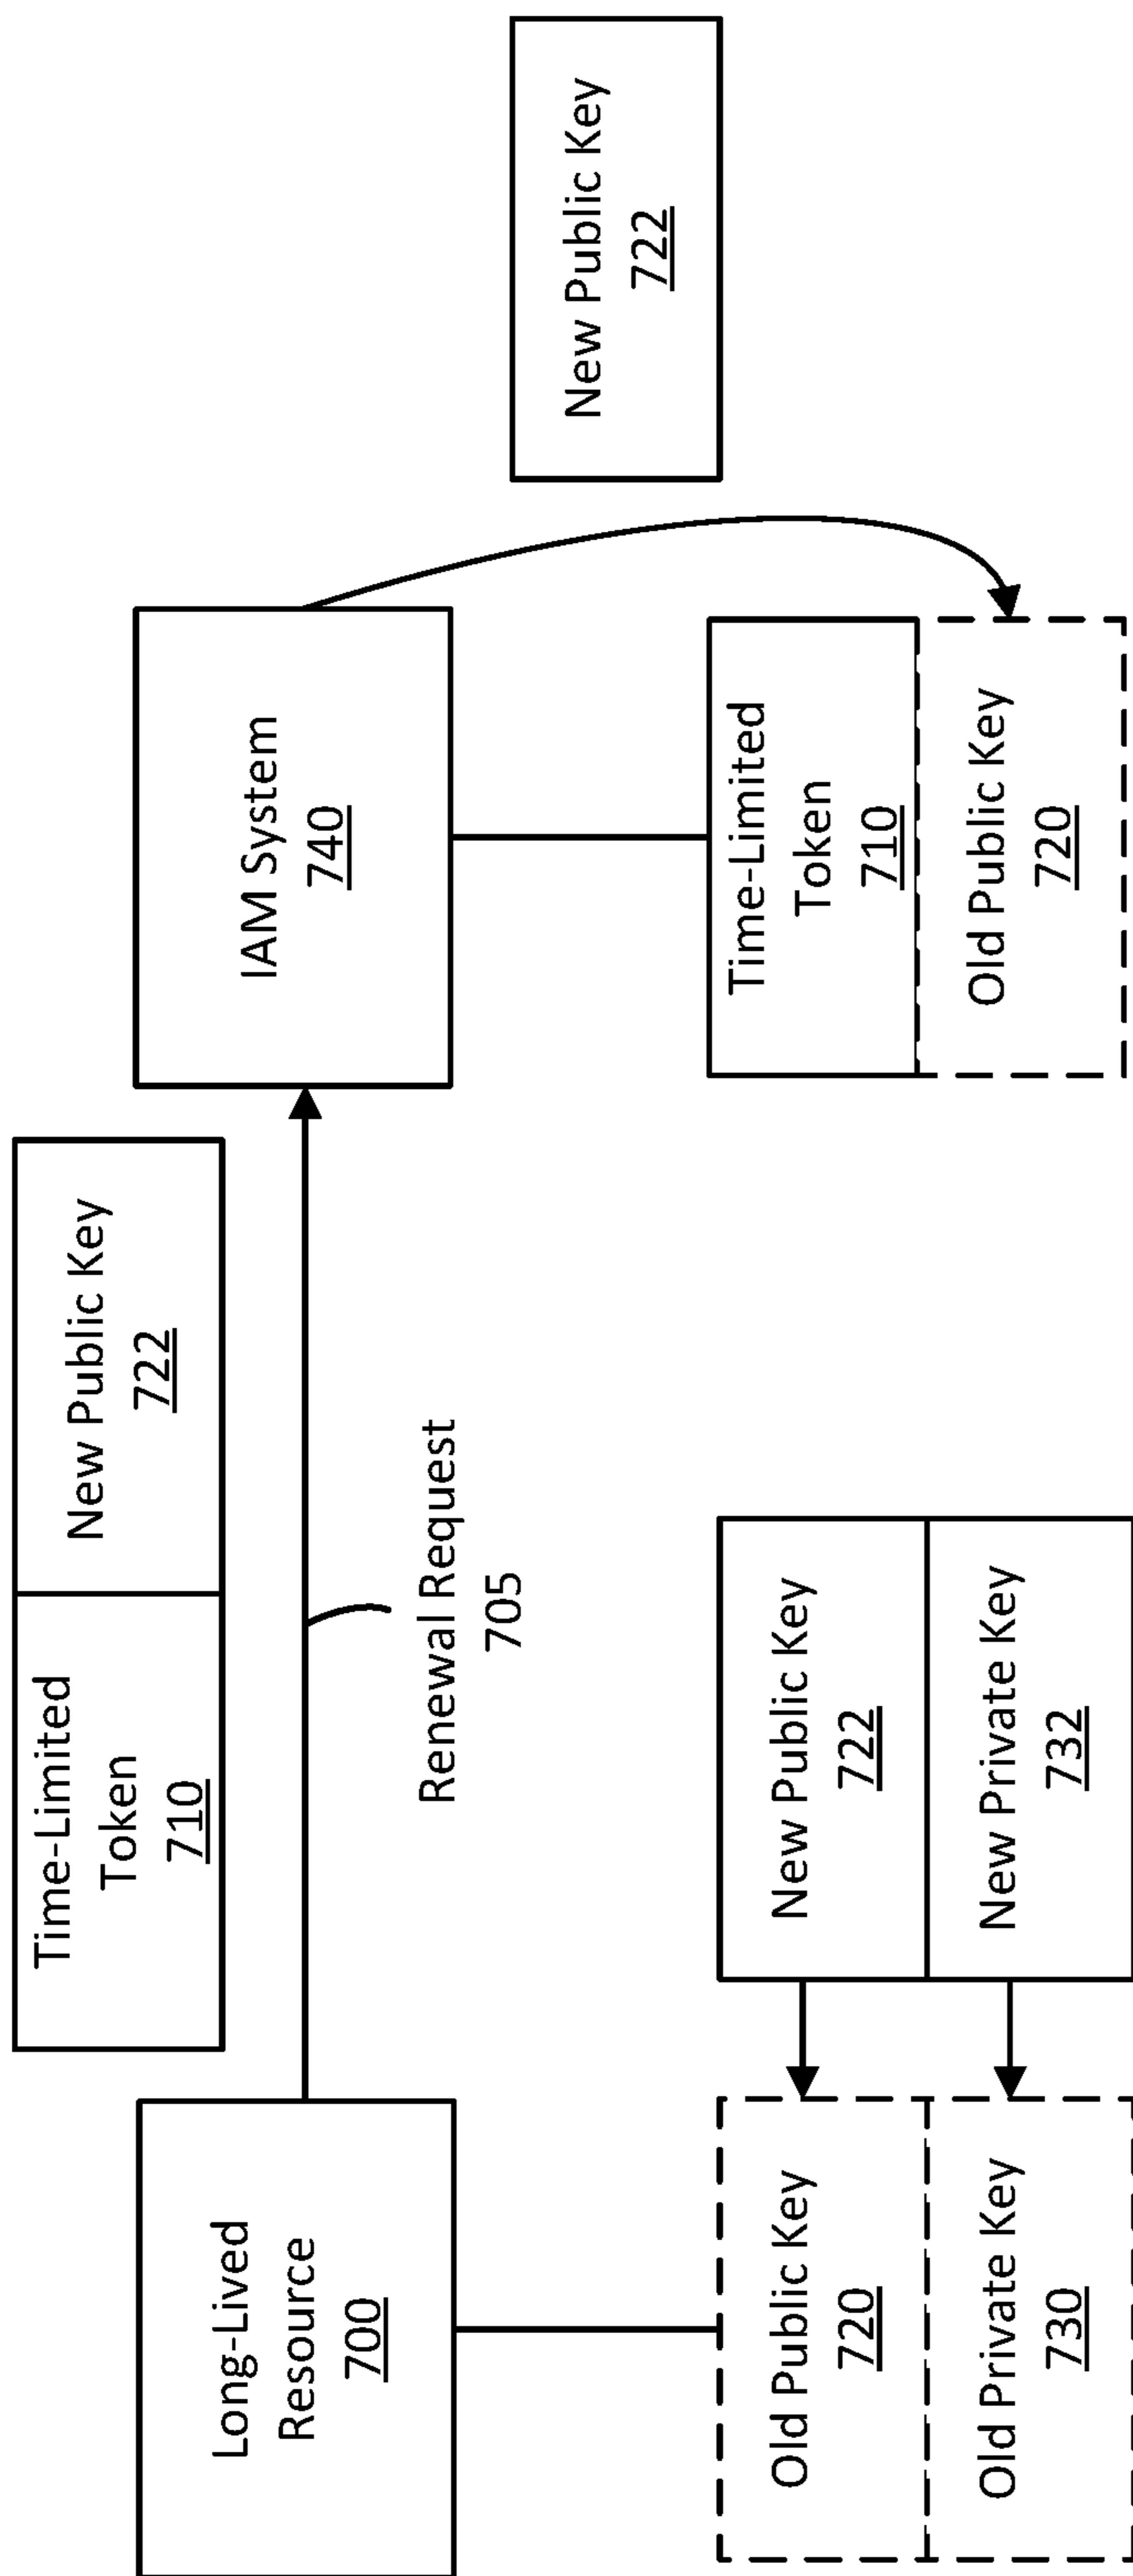 Time-Limited
Token
710
New Public Key
722
Long-Lived
Resource
700
Renewal Request
705
IAM System
740
New Public Key
722
Old Public Key
720
Old Private Key
730
New Public Key
722
New Private Key
732
Time-Limited
Token
710
Old Public Key
720